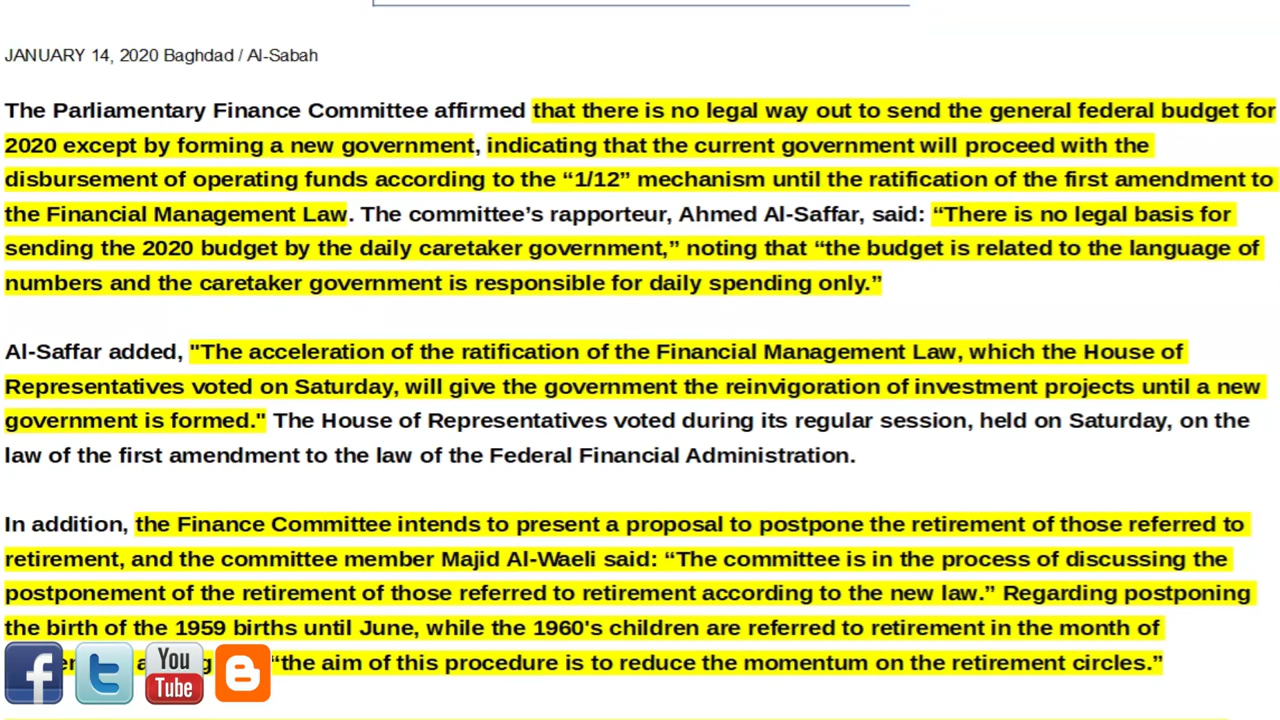 JANUARY 14, 2020 Baghdad / Al-Sabah
The Parliamentary Finance Committee affirmed that there is no legal way out to send the general federal budget for
2020 except by forming a new government, indicating that the current government will proceed with the
disbursement of operating funds according to the “1/12” mechanism until the ratification of the first amendment to
the Financial Management Law. The committee’s rapporteur, Ahmed Al-Saffar, said: “There is no legal basis for
sending the 2020 budget by the daily caretaker government,” noting that “the budget is related to the language of
numbers and the caretaker government is responsible for daily spending only.”
Al-Saffar added, "The acceleration of the ratification of the Financial Management Law, which the House of
Representatives voted on Saturday, will give the government the reinvigoration of investment projects until a new
government is formed." The House of Representatives voted during its regular session, held on Saturday, on the
law of the first amendment to the law of the Federal Financial Administration.
In addition, the Finance Committee intends to present a proposal to postpone the retirement of those referred to
retirement, and the committee member Majid Al-Waeli said: “The committee is in the process of discussing the
postponement of the retirement of those referred to retirement according to the new law.” Regarding postponing
the birth of the 1959 births until June, while the 1960's children are referred to retirement in the month of
“the aim of this procedure is to reduce the momentum on the retirement circles.”
You
Tube